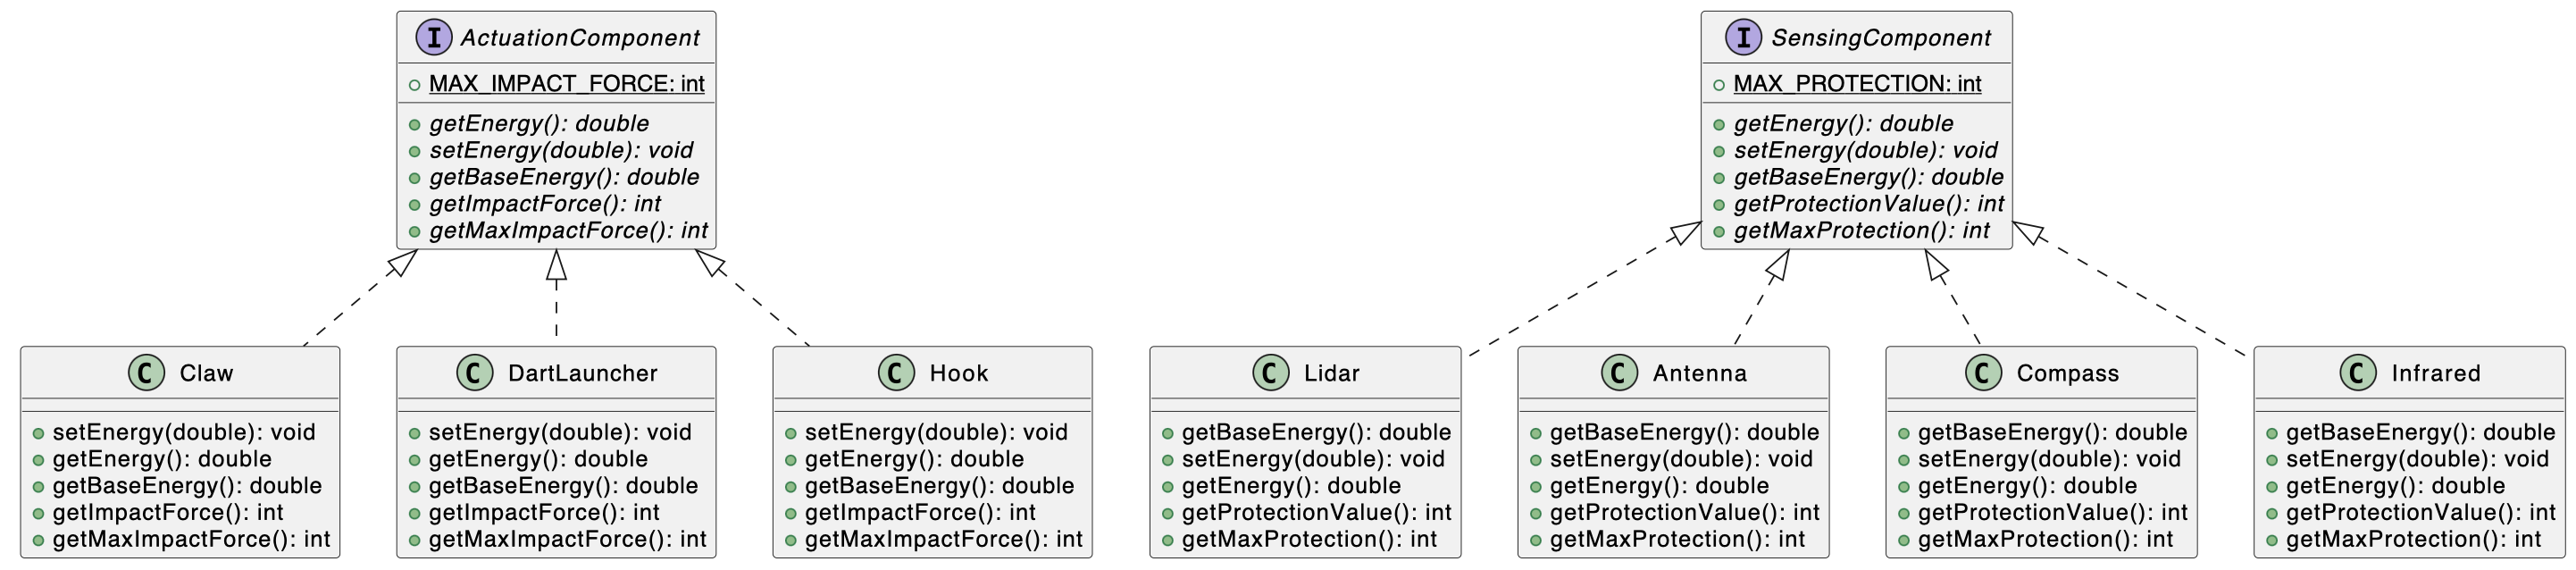 I ActuationComponent
MAX_IMPACT_FORCE: int
getEnergy(): double
setEnergy(double): void
getBaseEnergy(): double
getImpactForce(): int
getMaxImpactForce(): int
I SensingComponent
MAX_PROTECTION: int
getEnergy(): double
setEnergy(double): void
getBaseEnergy(): double
getProtectionValue(): int
getMaxProtection(): int
C Claw
setEnergy(double): void
getEnergy(): double
getBaseEnergy(): double
getImpactForce(): int
getMaxImpactForce(): int
C DartLauncher
setEnergy(double): void
getEnergy(): double
getBaseEnergy(): double
getImpactForce(): int
getMaxImpactForce(): int
C Hook
setEnergy(double): void
getEnergy(): double
getBaseEnergy(): double
getImpactForce(): int
getMaxImpactForce(): int
C Lidar
getBaseEnergy(): double
setEnergy(double): void
getEnergy(): double
getProtectionValue(): int
getMaxProtection(): int
C Antenna
getBaseEnergy(): double
setEnergy(double): void
getEnergy(): double
getProtectionValue(): int
getMaxProtection(): int
C Compass
getBaseEnergy(): double
setEnergy(double): void
getEnergy(): double
getProtectionValue(): int
getMaxProtection(): int
C Infrared
getBaseEnergy(): double
setEnergy(double): void
getEnergy(): double
getProtectionValue(): int
getMaxProtection(): int